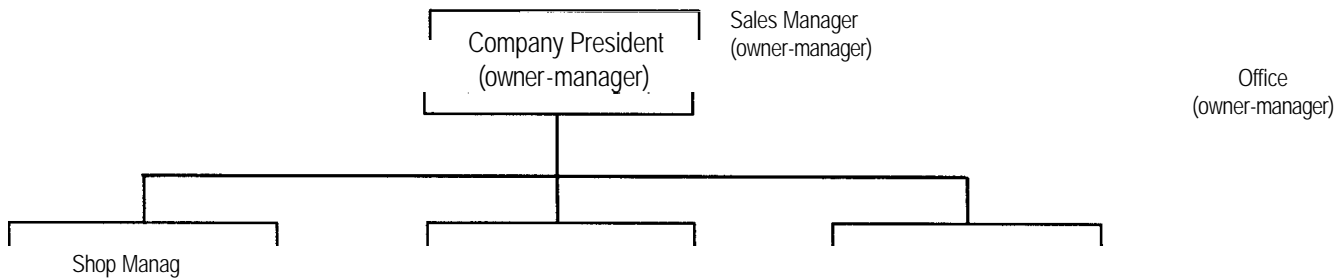 Company President
(owner-manager)
Sales Manager
(owner-manager)
Office
(owner-manager)
Shop Manag